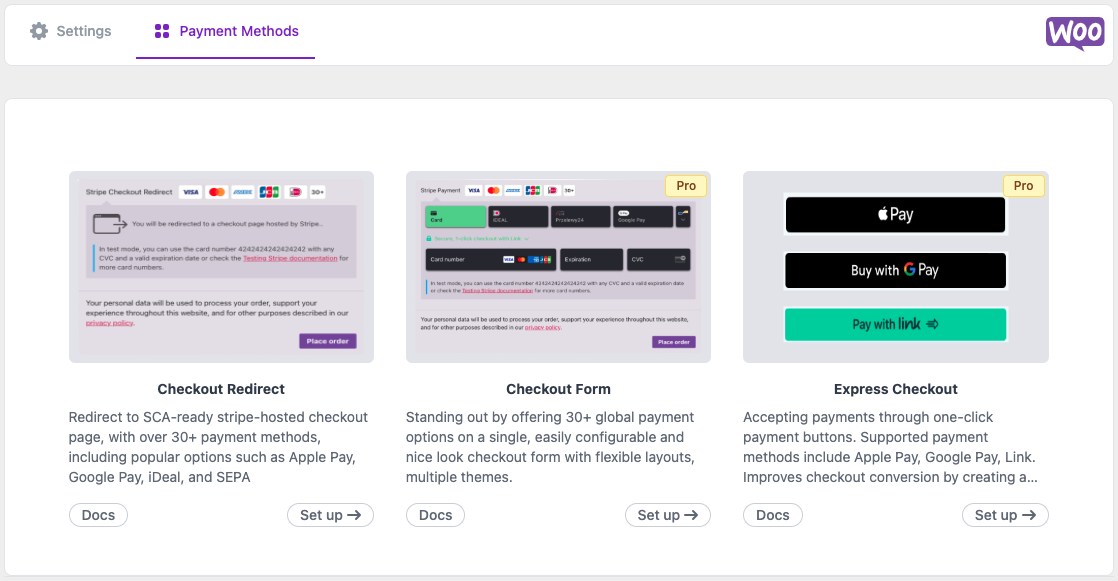 Settings
Payment Methods
Woo
Stripe Checkout Redirect VISA JCB 30+
You will be redirected to a checkout page hosted by Stripe..
In test mode, you can use the card number 4242424242424242 with any
CVC and a valid expiration date or check the Testing Stripe documentation for
more card numbers.
Your personal data will be used to process your order, support your
experience throughout this website, and for other purposes described in our
privacy policy.
Place order
Checkout Redirect
Redirect to SCA-ready stripe-hosted checkout
page, with over 30+ payment methods,
including popular options such as Apple Pay,
Google Pay, iDeal, and SEPA
Docs
Set up →
Pro
Stripe Payment VISA JCB 30+
Card
iDEAL
Przelewy24
Google Pay
Secure, 1-click checkout with Link
Card number VISA
Expiration
CVC
In test mode, you can use the card number 4242424242424242 with any CVC and a valid expiration date
or check the Testing Stripe documentation for more card numbers.
Your personal data will be used to process your order, support your experience throughout this website,
and for other purposes described in our privacy policy.
Place order
Checkout Form
Standing out by offering 30+ global payment
options on a single, easily configurable and
nice look checkout form with flexible layouts,
multiple themes.
Docs
Set up →
Pro
Pay
Buy with G Pay
Pay with link
Express Checkout
Accepting payments through one-click
payment buttons. Supported payment
methods include Apple Pay, Google Pay, Link.
Improves checkout conversion by creating a...
Docs
Set up →